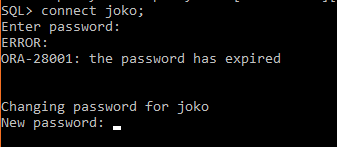 SQL> connect joko;
Enter password:
ERROR:
ORA-28001: the password has expired
Changing password for joko
New password: